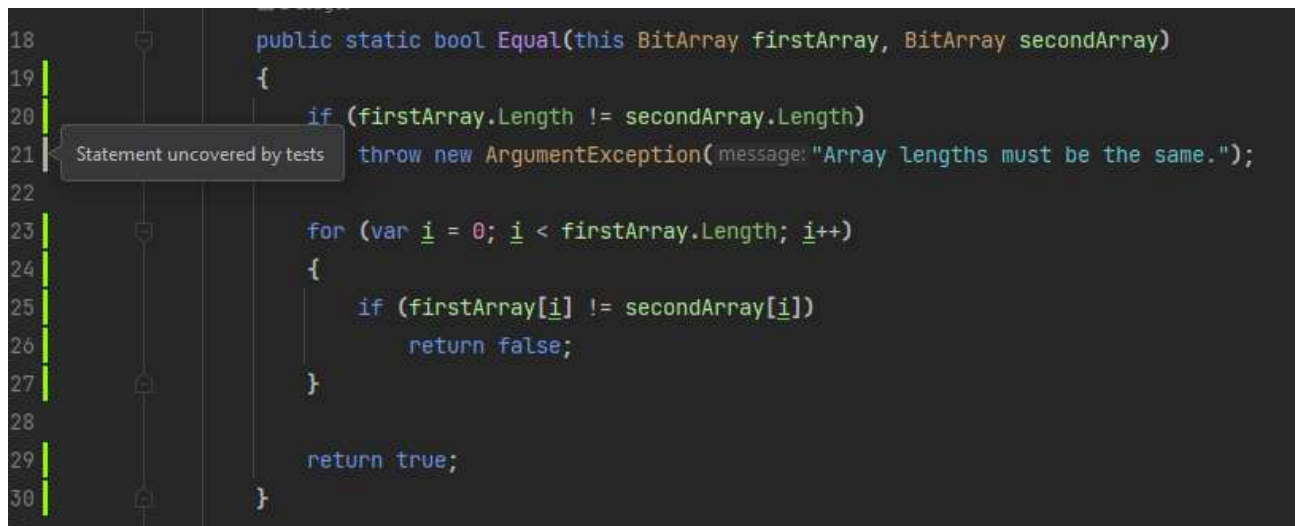 18 public static bool Equal(this BitArray firstArray, BitArray secondArray)
19 {
20 if (firstArray.Length != secondArray.Length)
21 Statement uncovered by tests throw new ArgumentException( message: "Array lengths must be the same.");
22
23 for (var i = 0; i < firstArray.Length; i++)
24 {
25 if (firstArray[i] != secondArray[i])
26 return false;
27 }
28
29 return true;
30 }